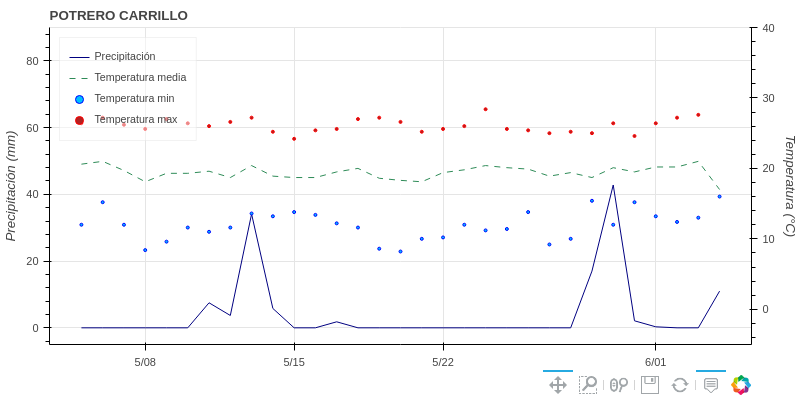 POTRERO CARRILLO
Precipitación
Temperatura media
Temperatura min
Temperatura max
Precipitación (mm)
80
60
40
20
0
40
30
20
10
0
Temperatura (°C)
5/08
5/15
5/22
6/01